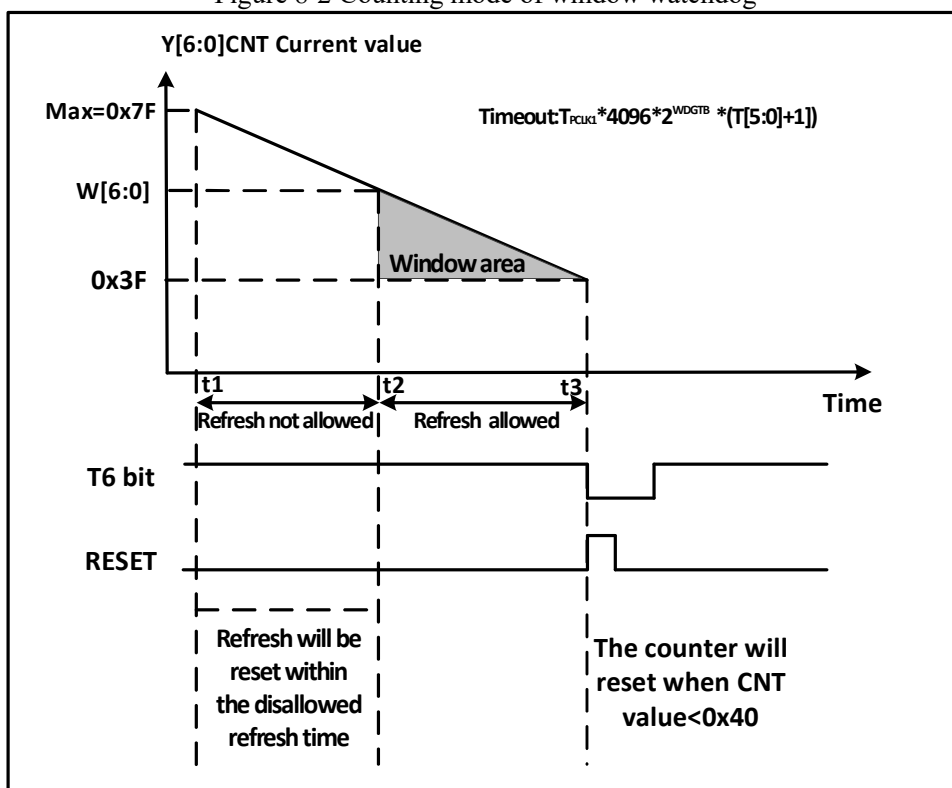 Figure 8-2 Counting mode of window watchdog
Y[6:0]CNT Current value
Max=0x7F
Timeout:TPCLK1*4096*2^WDGTB *(T[5:0]+1])
W[6:0]
Window area
0x3F
t1 t2 t3
Time
Refresh not allowed Refresh allowed
T6 bit
RESET
Refresh will be
reset within
the disallowed
refresh time
The counter will
reset when CNT
value<0x40